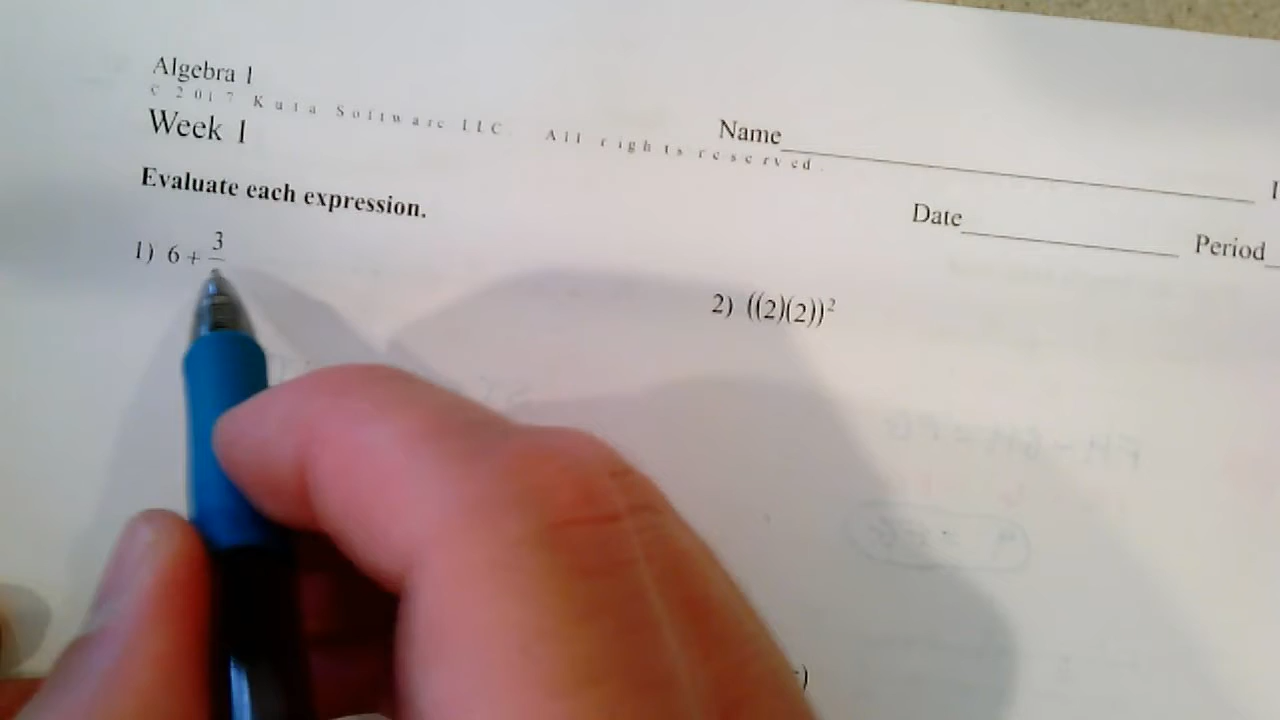 Algebra 1
© 2017 Kuta Software LLC. All rights reserved.
Week 1
Name
Date
Period
Evaluate each expression.
1) 6 + 3
2) ((2)(2))²